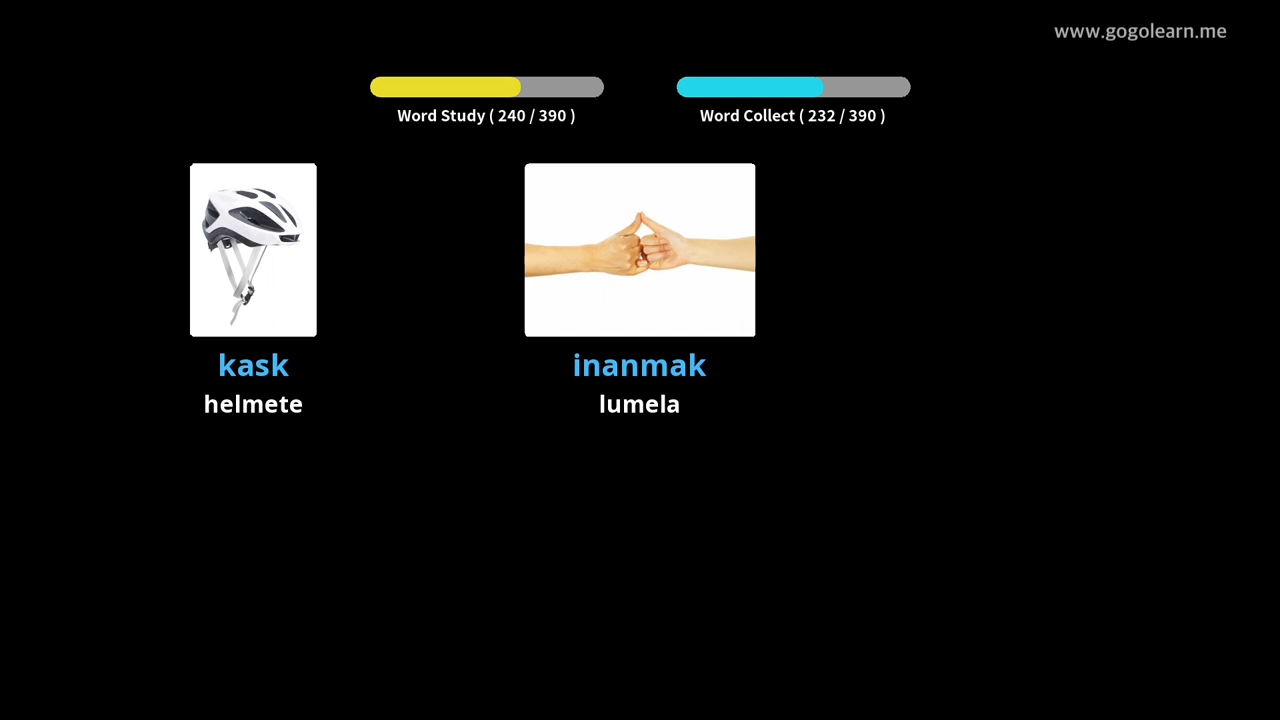 www.gogolearn.me
Word Study ( 240 / 390 )
Word Collect ( 232 / 390 )
kask
helmete
inanmak
lumela